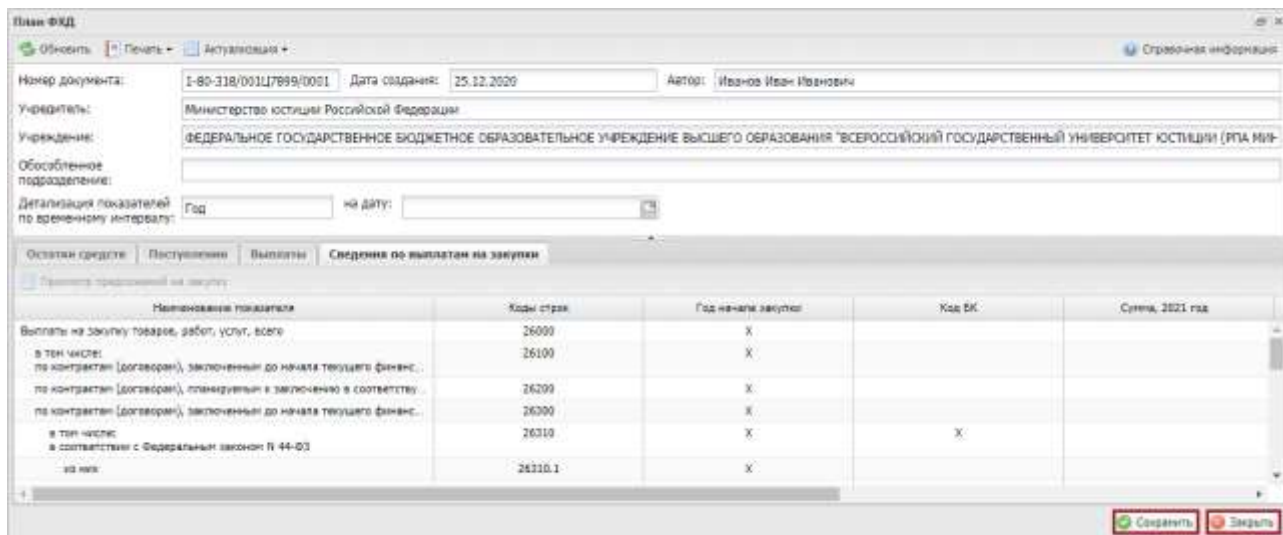 План ФХД
Обновить Печать Актуализация Справочная информация
Номер документа: Дата создания: 25.12.2020 Автор: Иванов Иван Иванович
Учредитель: Министерство юстиции Российской Федерации
Учреждение: ФЕДЕРАЛЬНОЕ ГОСУДАРСТВЕННОЕ БЮДЖЕТНОЕ ОБРАЗОВАТЕЛЬНОЕ УЧРЕЖДЕНИЕ ВЫСШЕГО ОБРАЗОВАНИЯ "ВСЕРОССИЙСКИЙ ГОСУДАРСТВЕННЫЙ УНИВЕРСИТЕТ ЮСТИЦИИ (РПА МИН
Обособленное
подразделение:
Детализация показателей
по временному интервалу: Год на дату:
Остатки средств Поступления Выплаты Сведения по выплатам на закупки
Просмотр предложений на закупку
Наименование показателя Коды строк Год начала закупки Код БК Сумма, 2021 год
Выплаты на закупку товаров, работ, услуг, всего 26000 X
в том числе:
по контрактам (договорам), заключенным до начала текущего финанс... 26100 X
по контрактам (договорам), планируемым к заключению в соответству... 26200 X
по контрактам (договорам), заключенным до начала текущего финанс... 26300 X
в том числе:
в соответствии с Федеральным законом N 44-ФЗ 26310 X X
из них 26310.1 X
Сохранить Закрыть